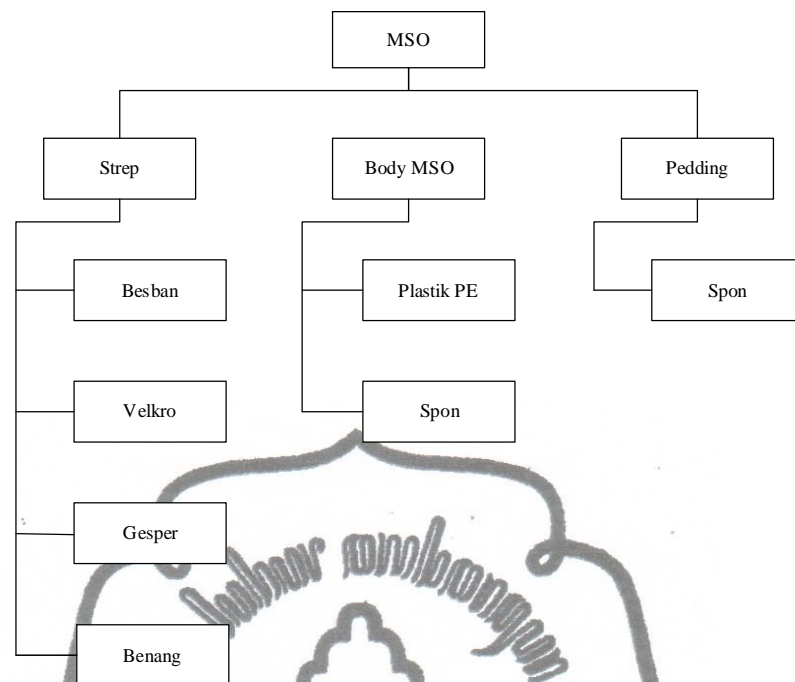 MSO
Strep
Body MSO
Pedding
Besban
Plastik PE
Spon
Velkro
Spon
Gesper
Benang